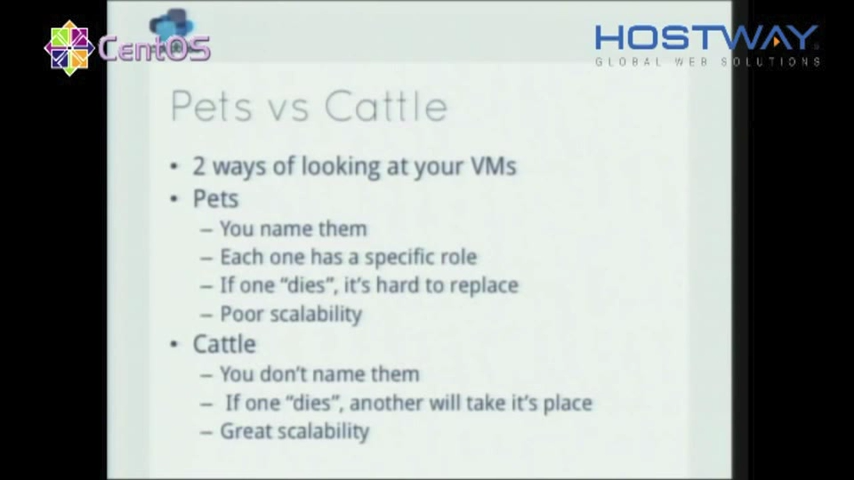 CentOS
HOSTWAY
GLOBAL WEB SOLUTIONS
Pets vs Cattle
• 2 ways of looking at your VMs
• Pets
– You name them
– Each one has a specific role
– If one “dies”, it’s hard to replace
– Poor scalability
• Cattle
– You don’t name them
– If one “dies”, another will take it’s place
– Great scalability